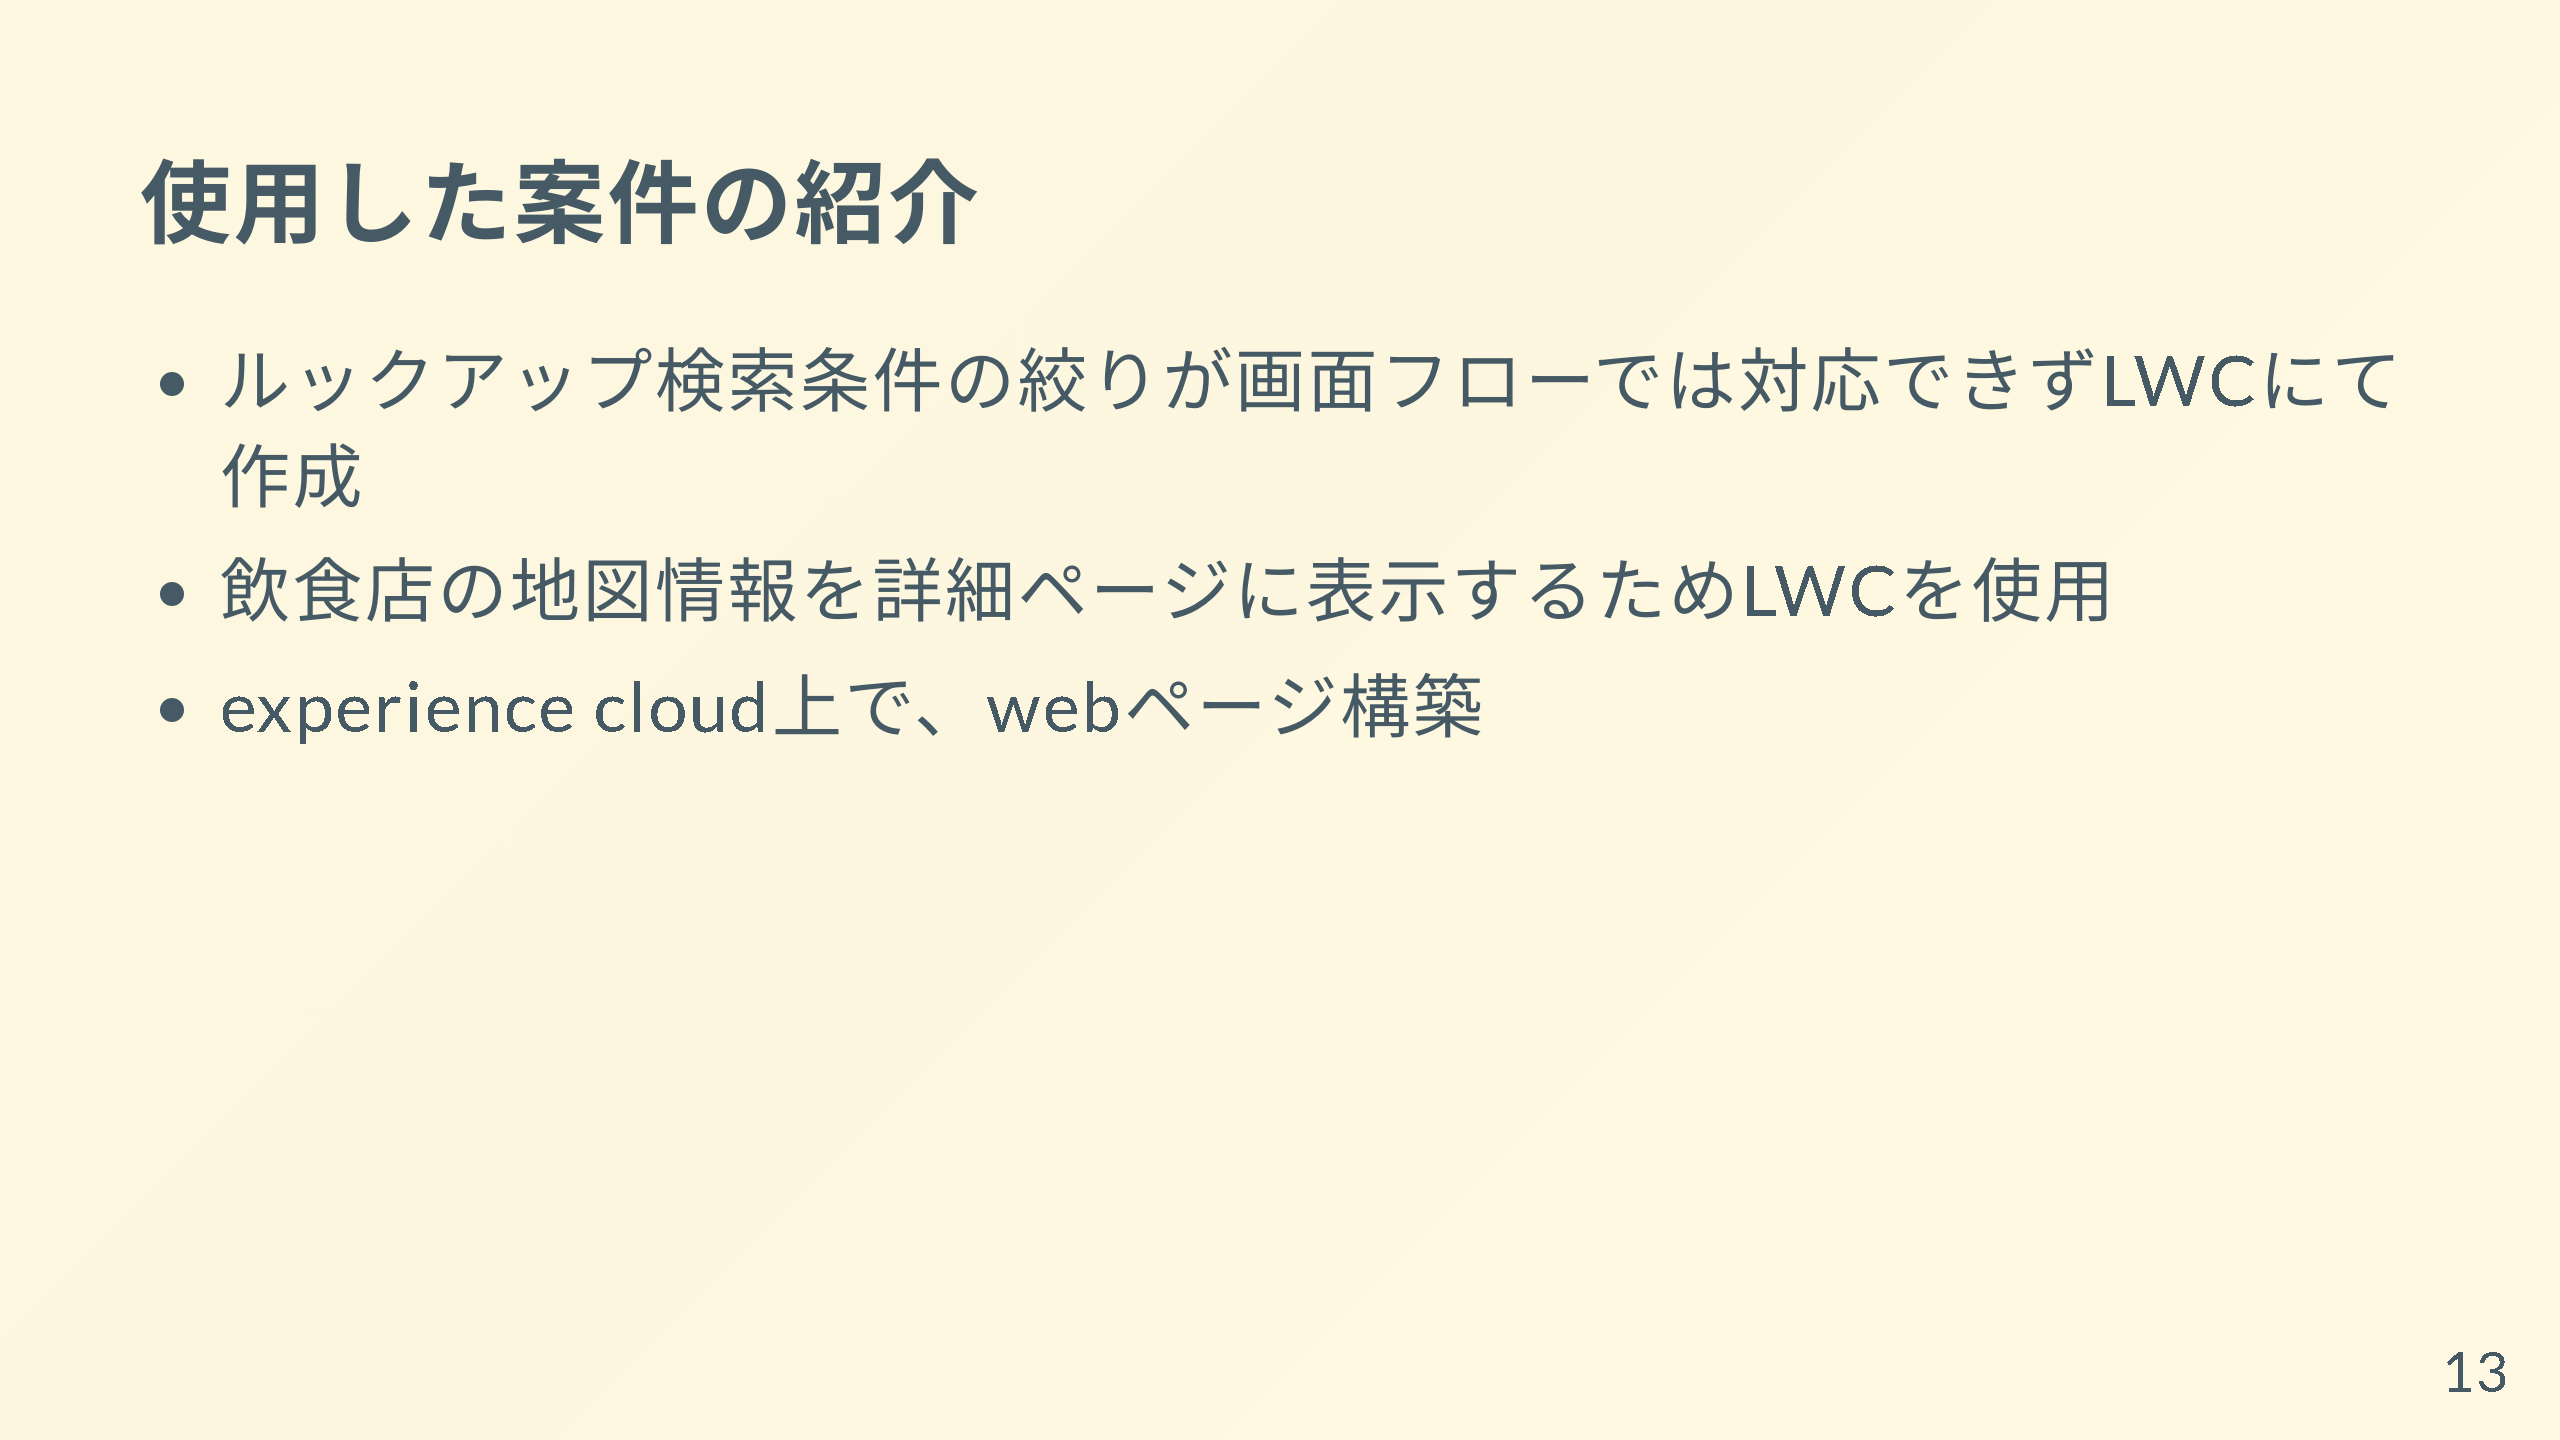 使用した案件の紹介
• ルックアップ検索条件の絞りが画面フローでは対応できずLWCにて
作成
• 飲食店の地図情報を詳細ページに表示するためLWCを使用
• experience cloud上で、webページ構築
13